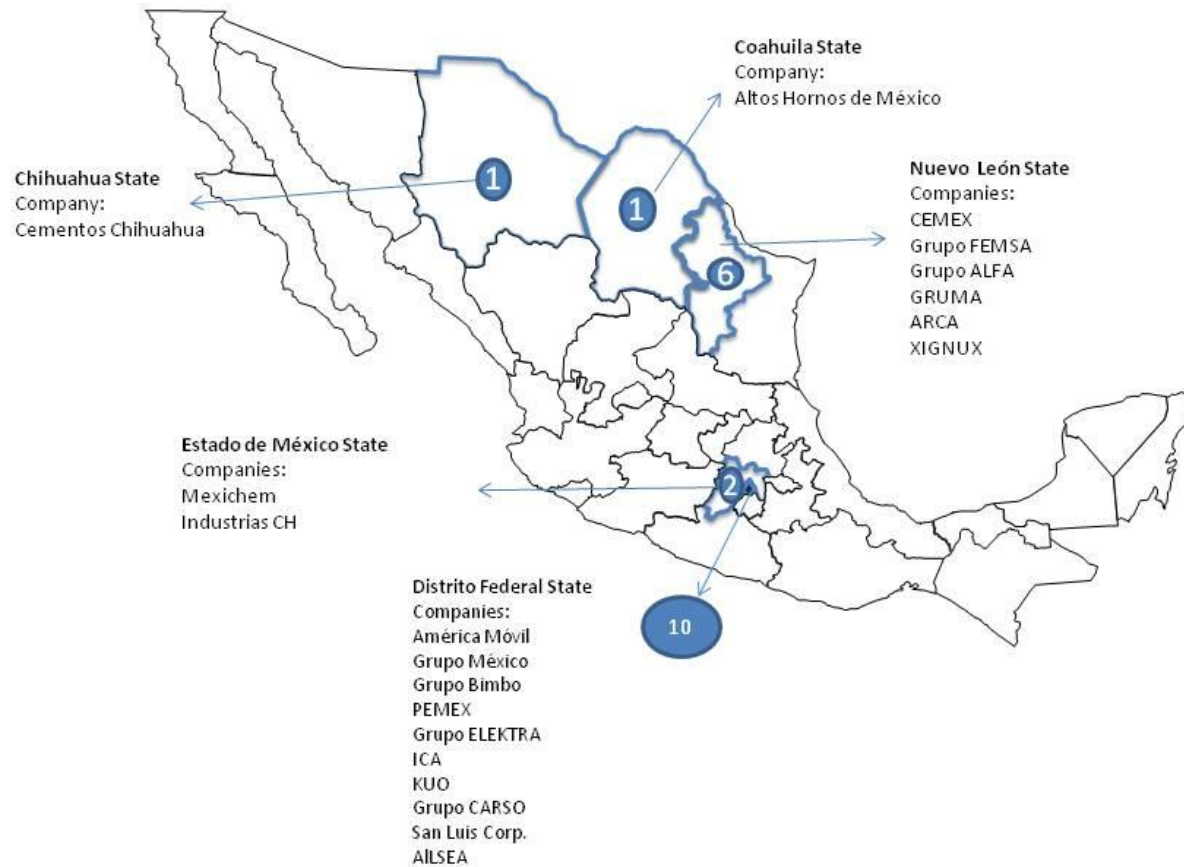 Coahuila State
Company:
Altos Hornos de México
Chihuahua State
Company:
Cementos Chihuahua
1
1
Nuevo León State
Companies:
CEMEX
Grupo FEMSA
Grupo ALFA
GRUMA
ARCA
XIGNUX
6
Estado de México State
Companies:
Mexichem
Industrias CH
2
Distrito Federal State
Companies:
América Móvil
Grupo México
Grupo Bimbo
PEMEX
Grupo ELEKTRA
ICA
KUO
Grupo CARSO
San Luis Corp.
AlLSEA
10